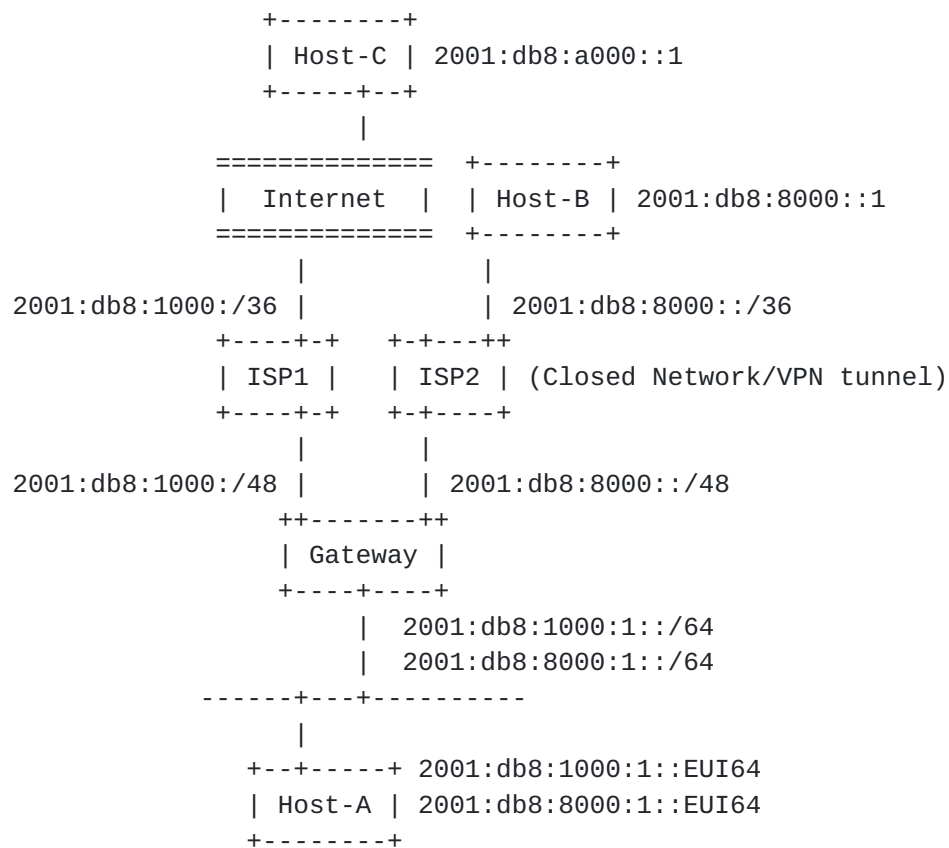 +--------+
| Host-C | 2001:db8:a000::1
+-----+--+
|
============== +--------+
| Internet | | Host-B | 2001:db8:8000::1
============== +--------+
| |
2001:db8:1000:/36 | | 2001:db8:8000::/36
+----+-+ +-+---++
| ISP1 | | ISP2 | (Closed Network/VPN tunnel)
+----+-+ +-+----+
| |
2001:db8:1000:/48 | | 2001:db8:8000::/48
++-------++
| Gateway |
+----+----+
| 2001:db8:1000:1::/64
| 2001:db8:8000:1::/64
------+---+----------
|
+--+-----+ 2001:db8:1000:1::EUI64
| Host-A | 2001:db8:8000:1::EUI64
+--------+